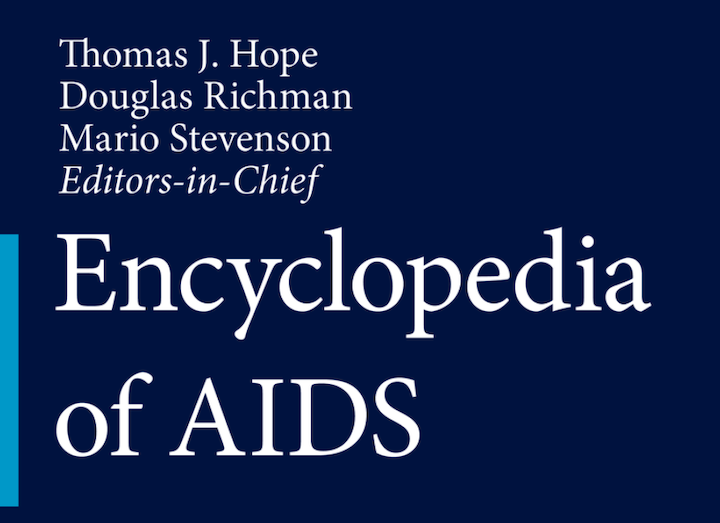 Thomas J. Hope
Douglas Richman
Mario Stevenson
Editors-in-Chief
Encyclopedia
of AIDS